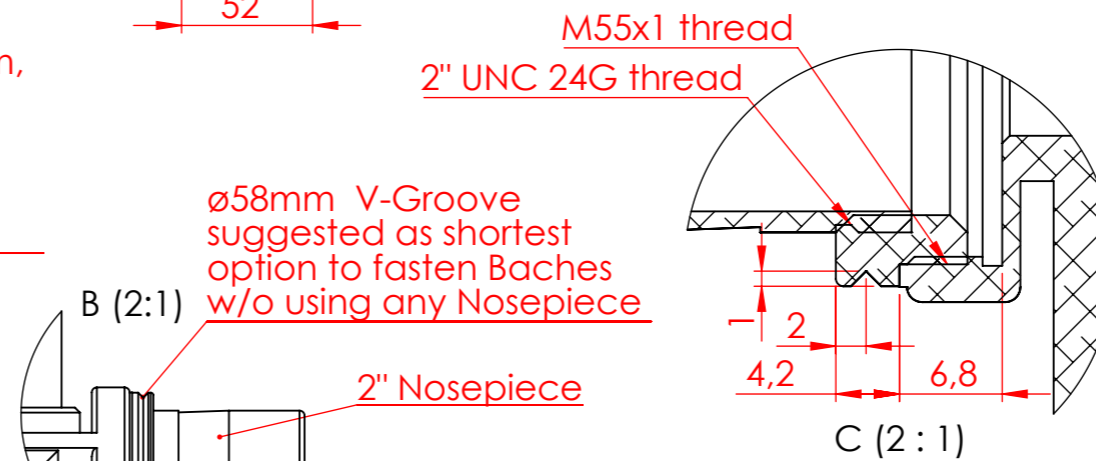 52
M55x1 thread
2" UNC 24G thread
ø58mm V-Groove
suggested as shortest
option to fasten Baches
w/o using any Nosepiece
B (2:1)
2" Nosepiece
1
2
4,2
6,8
C (2 : 1)